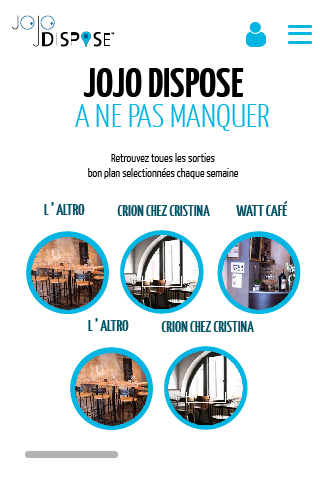 JOJO
DISPOSE
JOJO DISPOSE
A NE PAS MANQUER
Retrouvez toues les sorties
bon plan selectionnées chaque semaine
L ' ALTRO CRION CHEZ CRISTINA WATT CAFÉ
L ' ALTRO CRION CHEZ CRISTINA